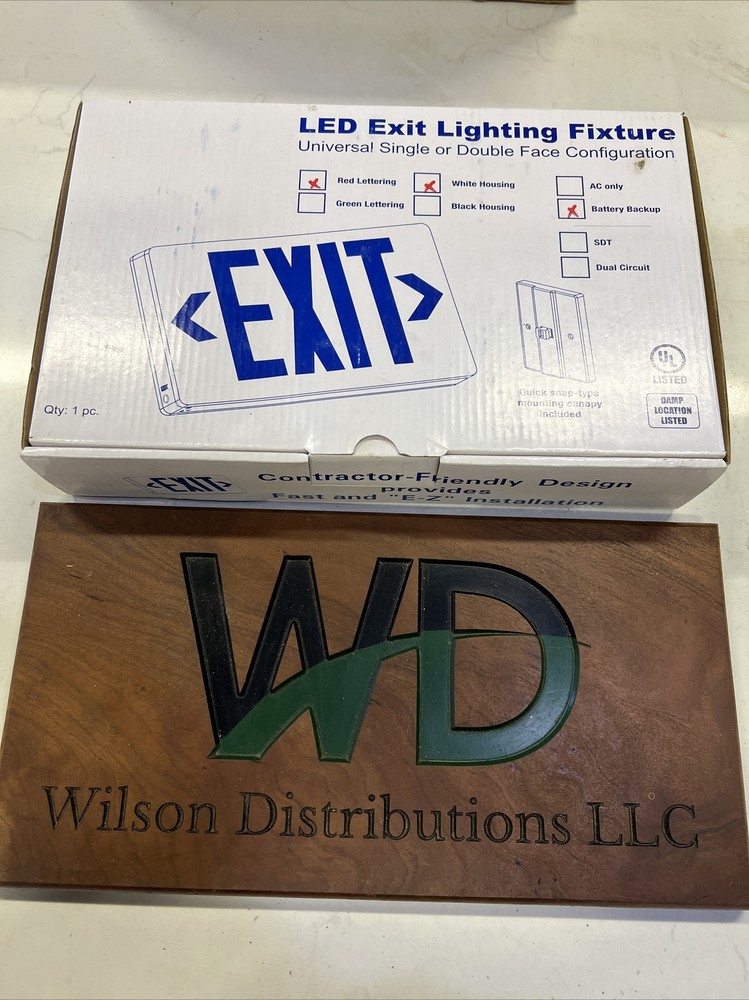 LED Exit Lighting Fixture
Universal Single or Double Face Configuration
X Red Lettering
X White Housing
AC only
Green Lettering
Black Housing
X Battery Backup
SDT
Dual Circuit
<EXIT>
Quick snap-type
mounting canopy
included
UL
LISTED
DAMP
LOCATION
LISTED
Qty: 1 pc.
<EXIT>
Contractor-Friendly Design
provides
Fast and "E-Z" Installation
WD
Wilson Distributions LLC